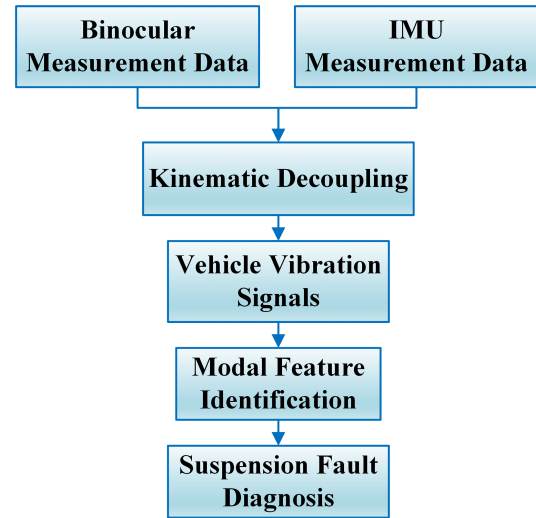 Binocular
Measurement Data
IMU
Measurement Data
Kinematic Decoupling
Vehicle Vibration
Signals
Modal Feature
Identification
Suspension Fault
Diagnosis